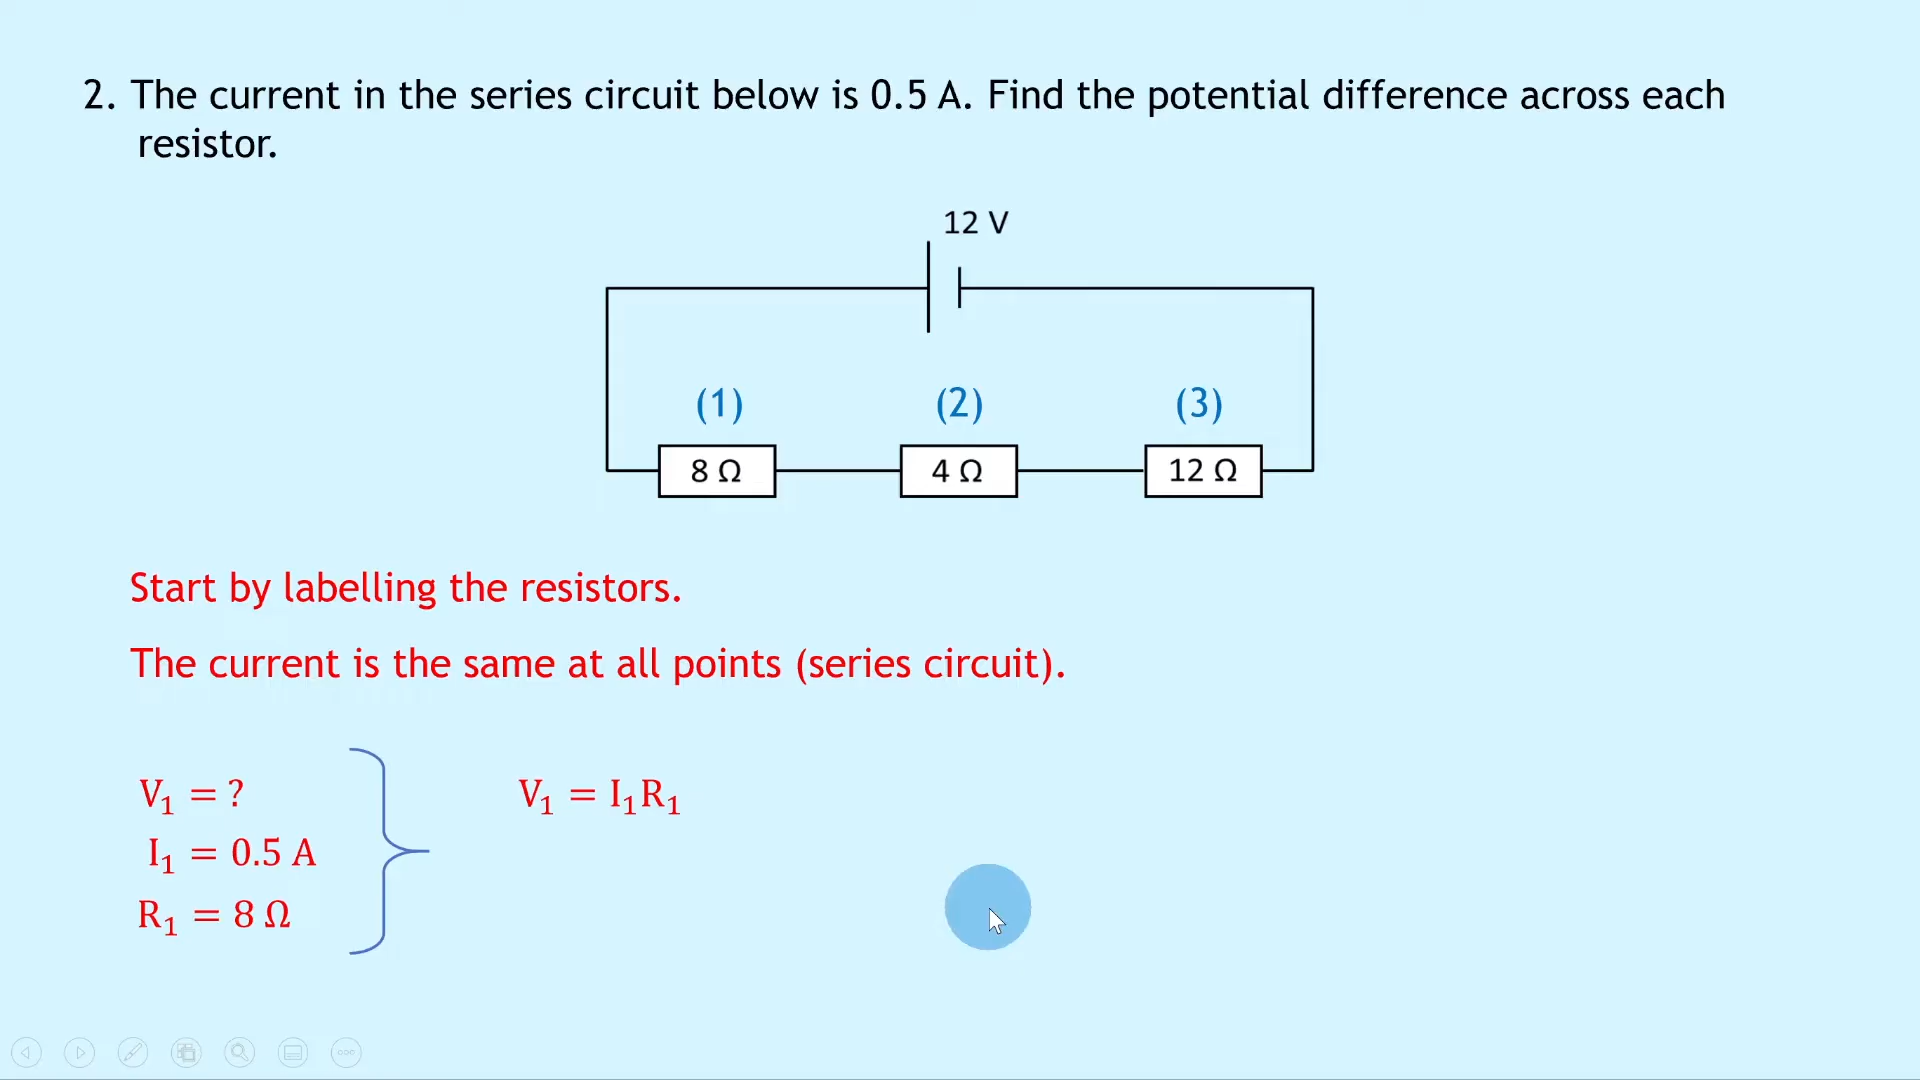 2. The current in the series circuit below is 0.5 A. Find the potential difference across each
resistor.
12 V
(1) (2) (3)
8 Ω 4 Ω 12 Ω
Start by labelling the resistors.
The current is the same at all points (series circuit).
V₁ = ? V₁ = I₁R₁
I₁ = 0.5 A
R₁ = 8 Ω